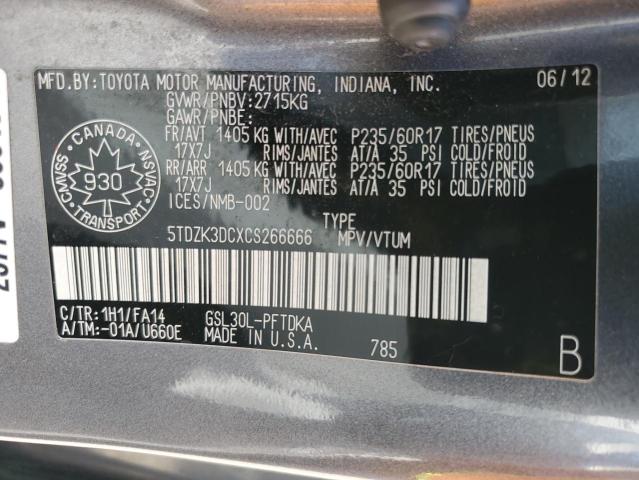 MFD.BY: TOYOTA MOTOR MANUFACTURING, INDIANA, INC. 06/12
GVWR/PNBV: 2715KG
GAWR/PNBE:
FR/AVT 1405 KG WITH/AVEC P235/60R17 TIRES/PNEUS
17X7J RIMS/JANTES AT/A 35 PSI COLD/FROID
RR/ARR 1405 KG WITH/AVEC P235/60R17 TIRES/PNEUS
17X7J RIMS/JANTES AT/A 35 PSI COLD/FROID
ICES/NMB-002
CANADA
CMVSS NSVAC
930
TRANSPORT
TYPE
5TDZK3DCXCS266666 MPV/VTUM
C/TR: 1H1/FA14 GSL30L-PFTDKA
A/TM: -01A/U660E MADE IN U.S.A. 785 B